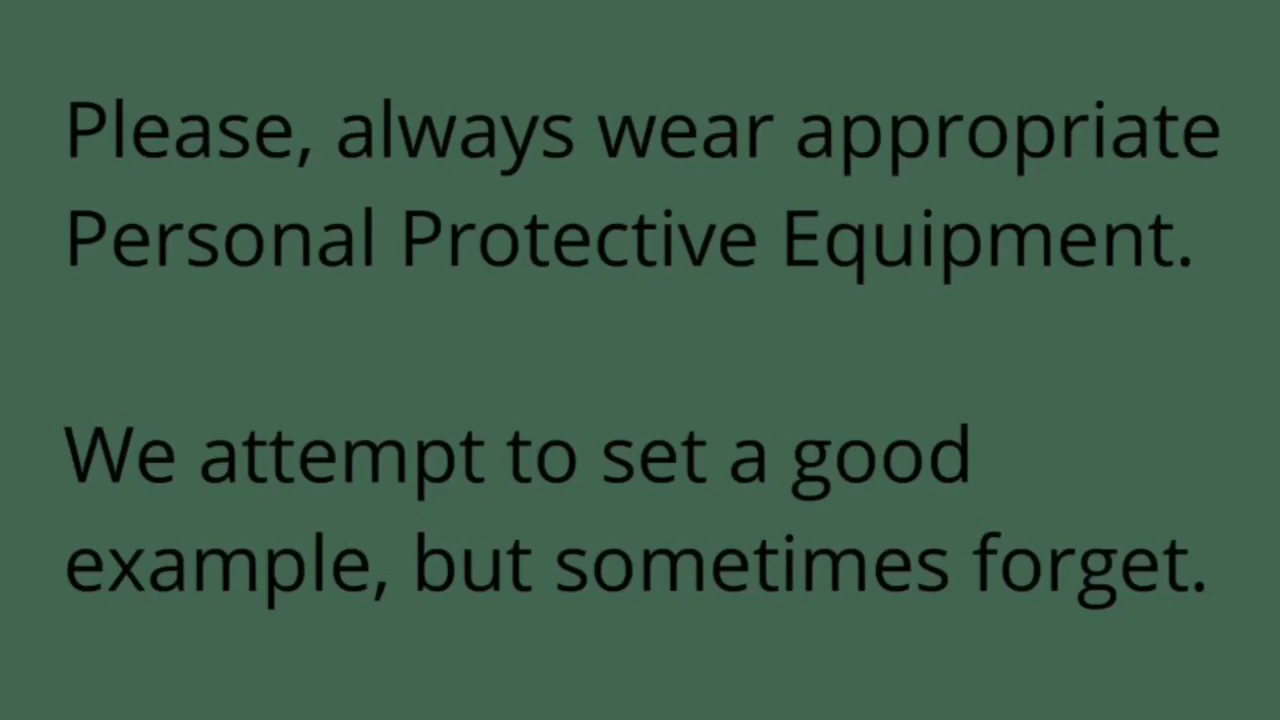 Please, always wear appropriate
Personal Protective Equipment.
We attempt to set a good
example, but sometimes forget.